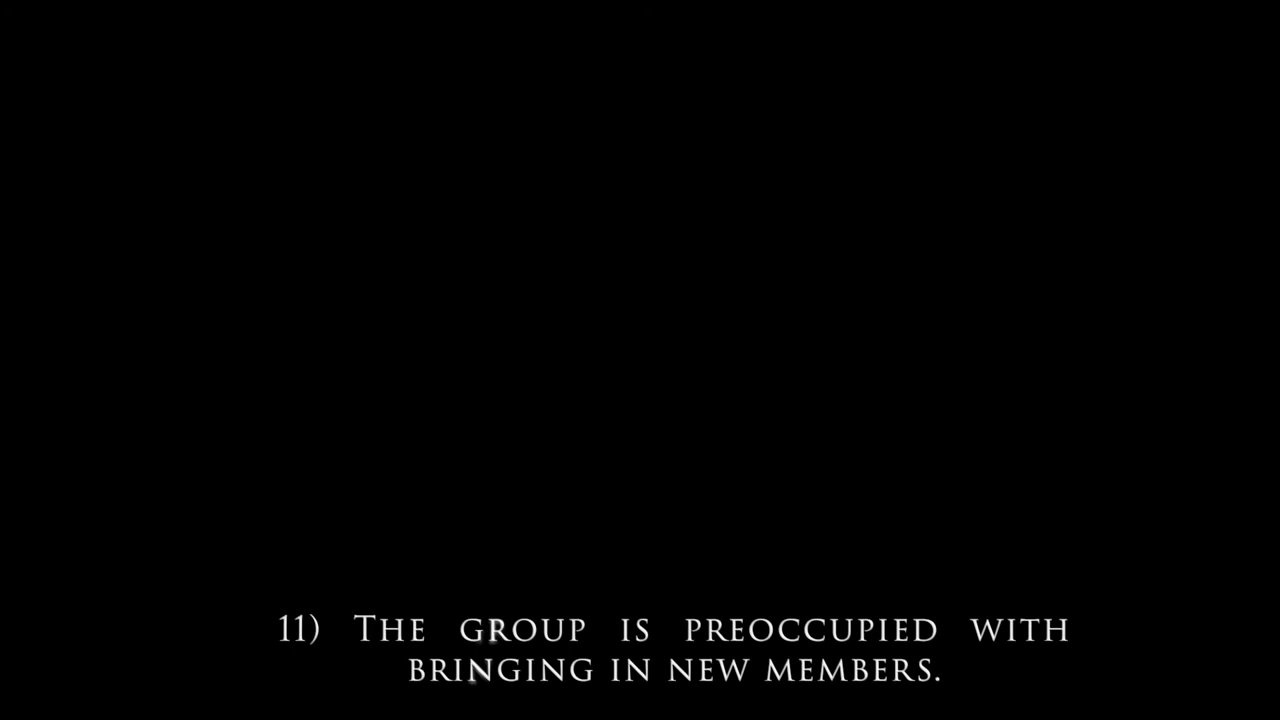 11) The group is preoccupied with
bringing in new members.